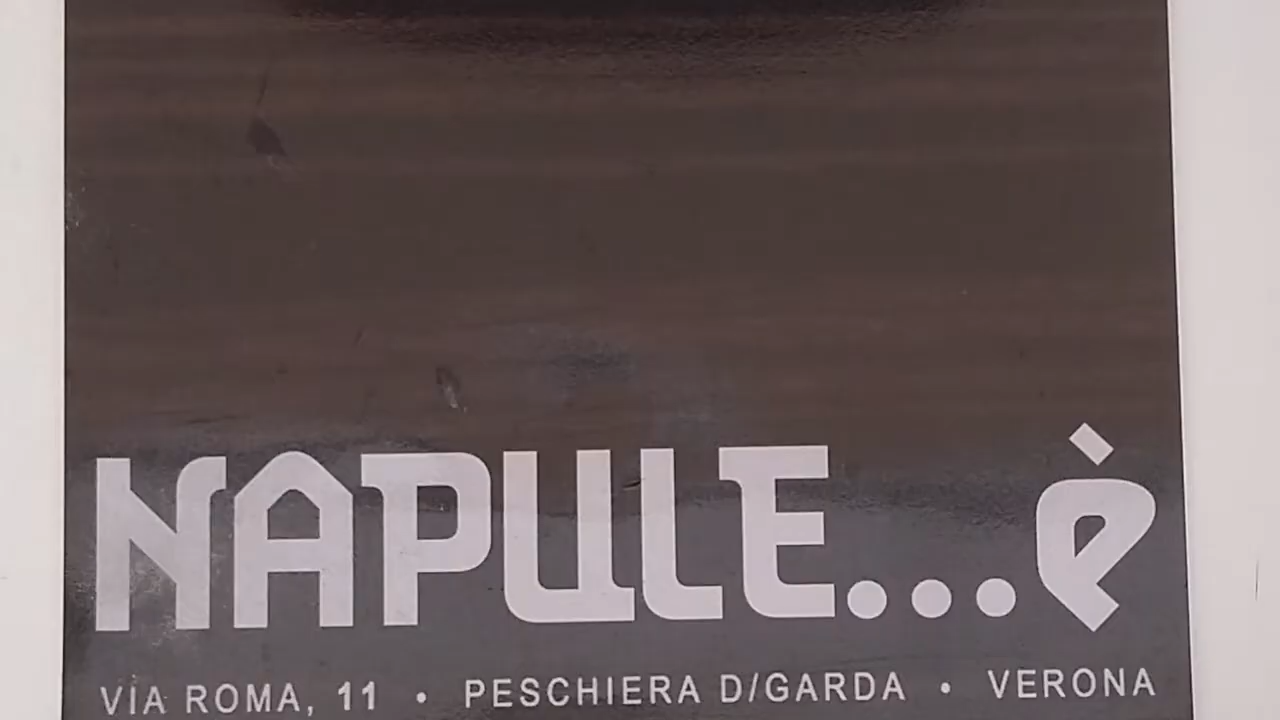 NAPULE...è
VIA ROMA, 11 • PESCHIERA D/GARDA • VERONA